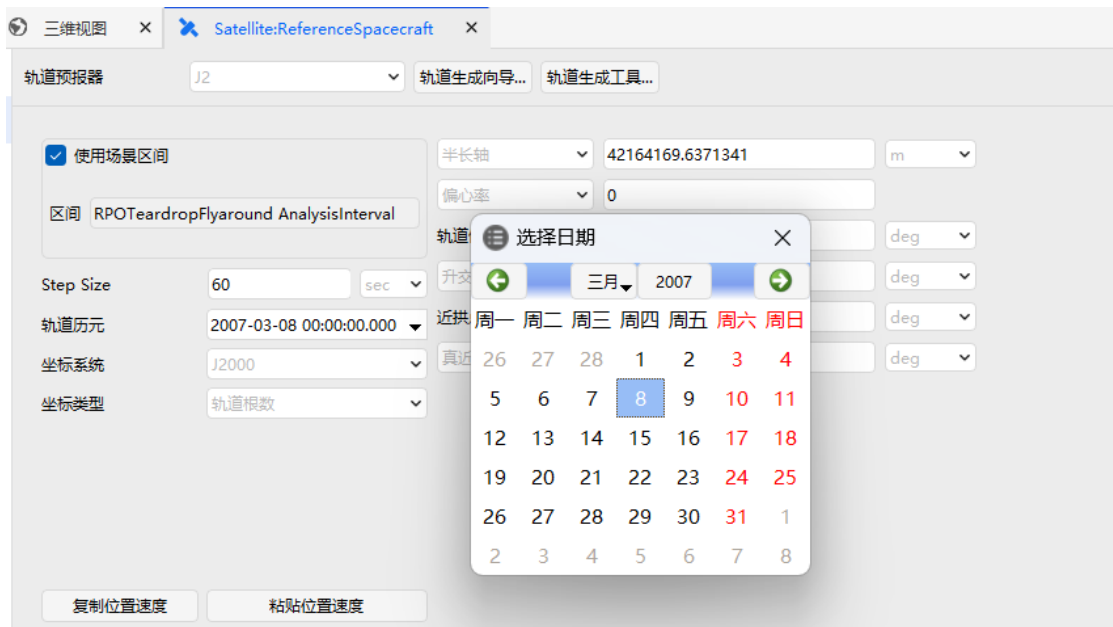 三维视图
Satellite:ReferenceSpacecraft
轨道预报器 J2 轨道生成向导... 轨道生成工具...
使用场景区间 半长轴 42164169.6371341 m
偏心率 0
区间 RPOTeardropFlyaround AnalysisInterval 轨道 deg
选择日期
Step Size 60 sec 升交 deg
三月 2007
轨道历元 2007-03-08 00:00:00.000 近拱 deg
周一 周二 周三 周四 周五 周六 周日
坐标系统 J2000 真近 deg
26 27 28 1 2 3 4
坐标类型 轨道根数
5 6 7 8 9 10 11
12 13 14 15 16 17 18
19 20 21 22 23 24 25
26 27 28 29 30 31 1
2 3 4 5 6 7 8
复制位置速度 粘贴位置速度